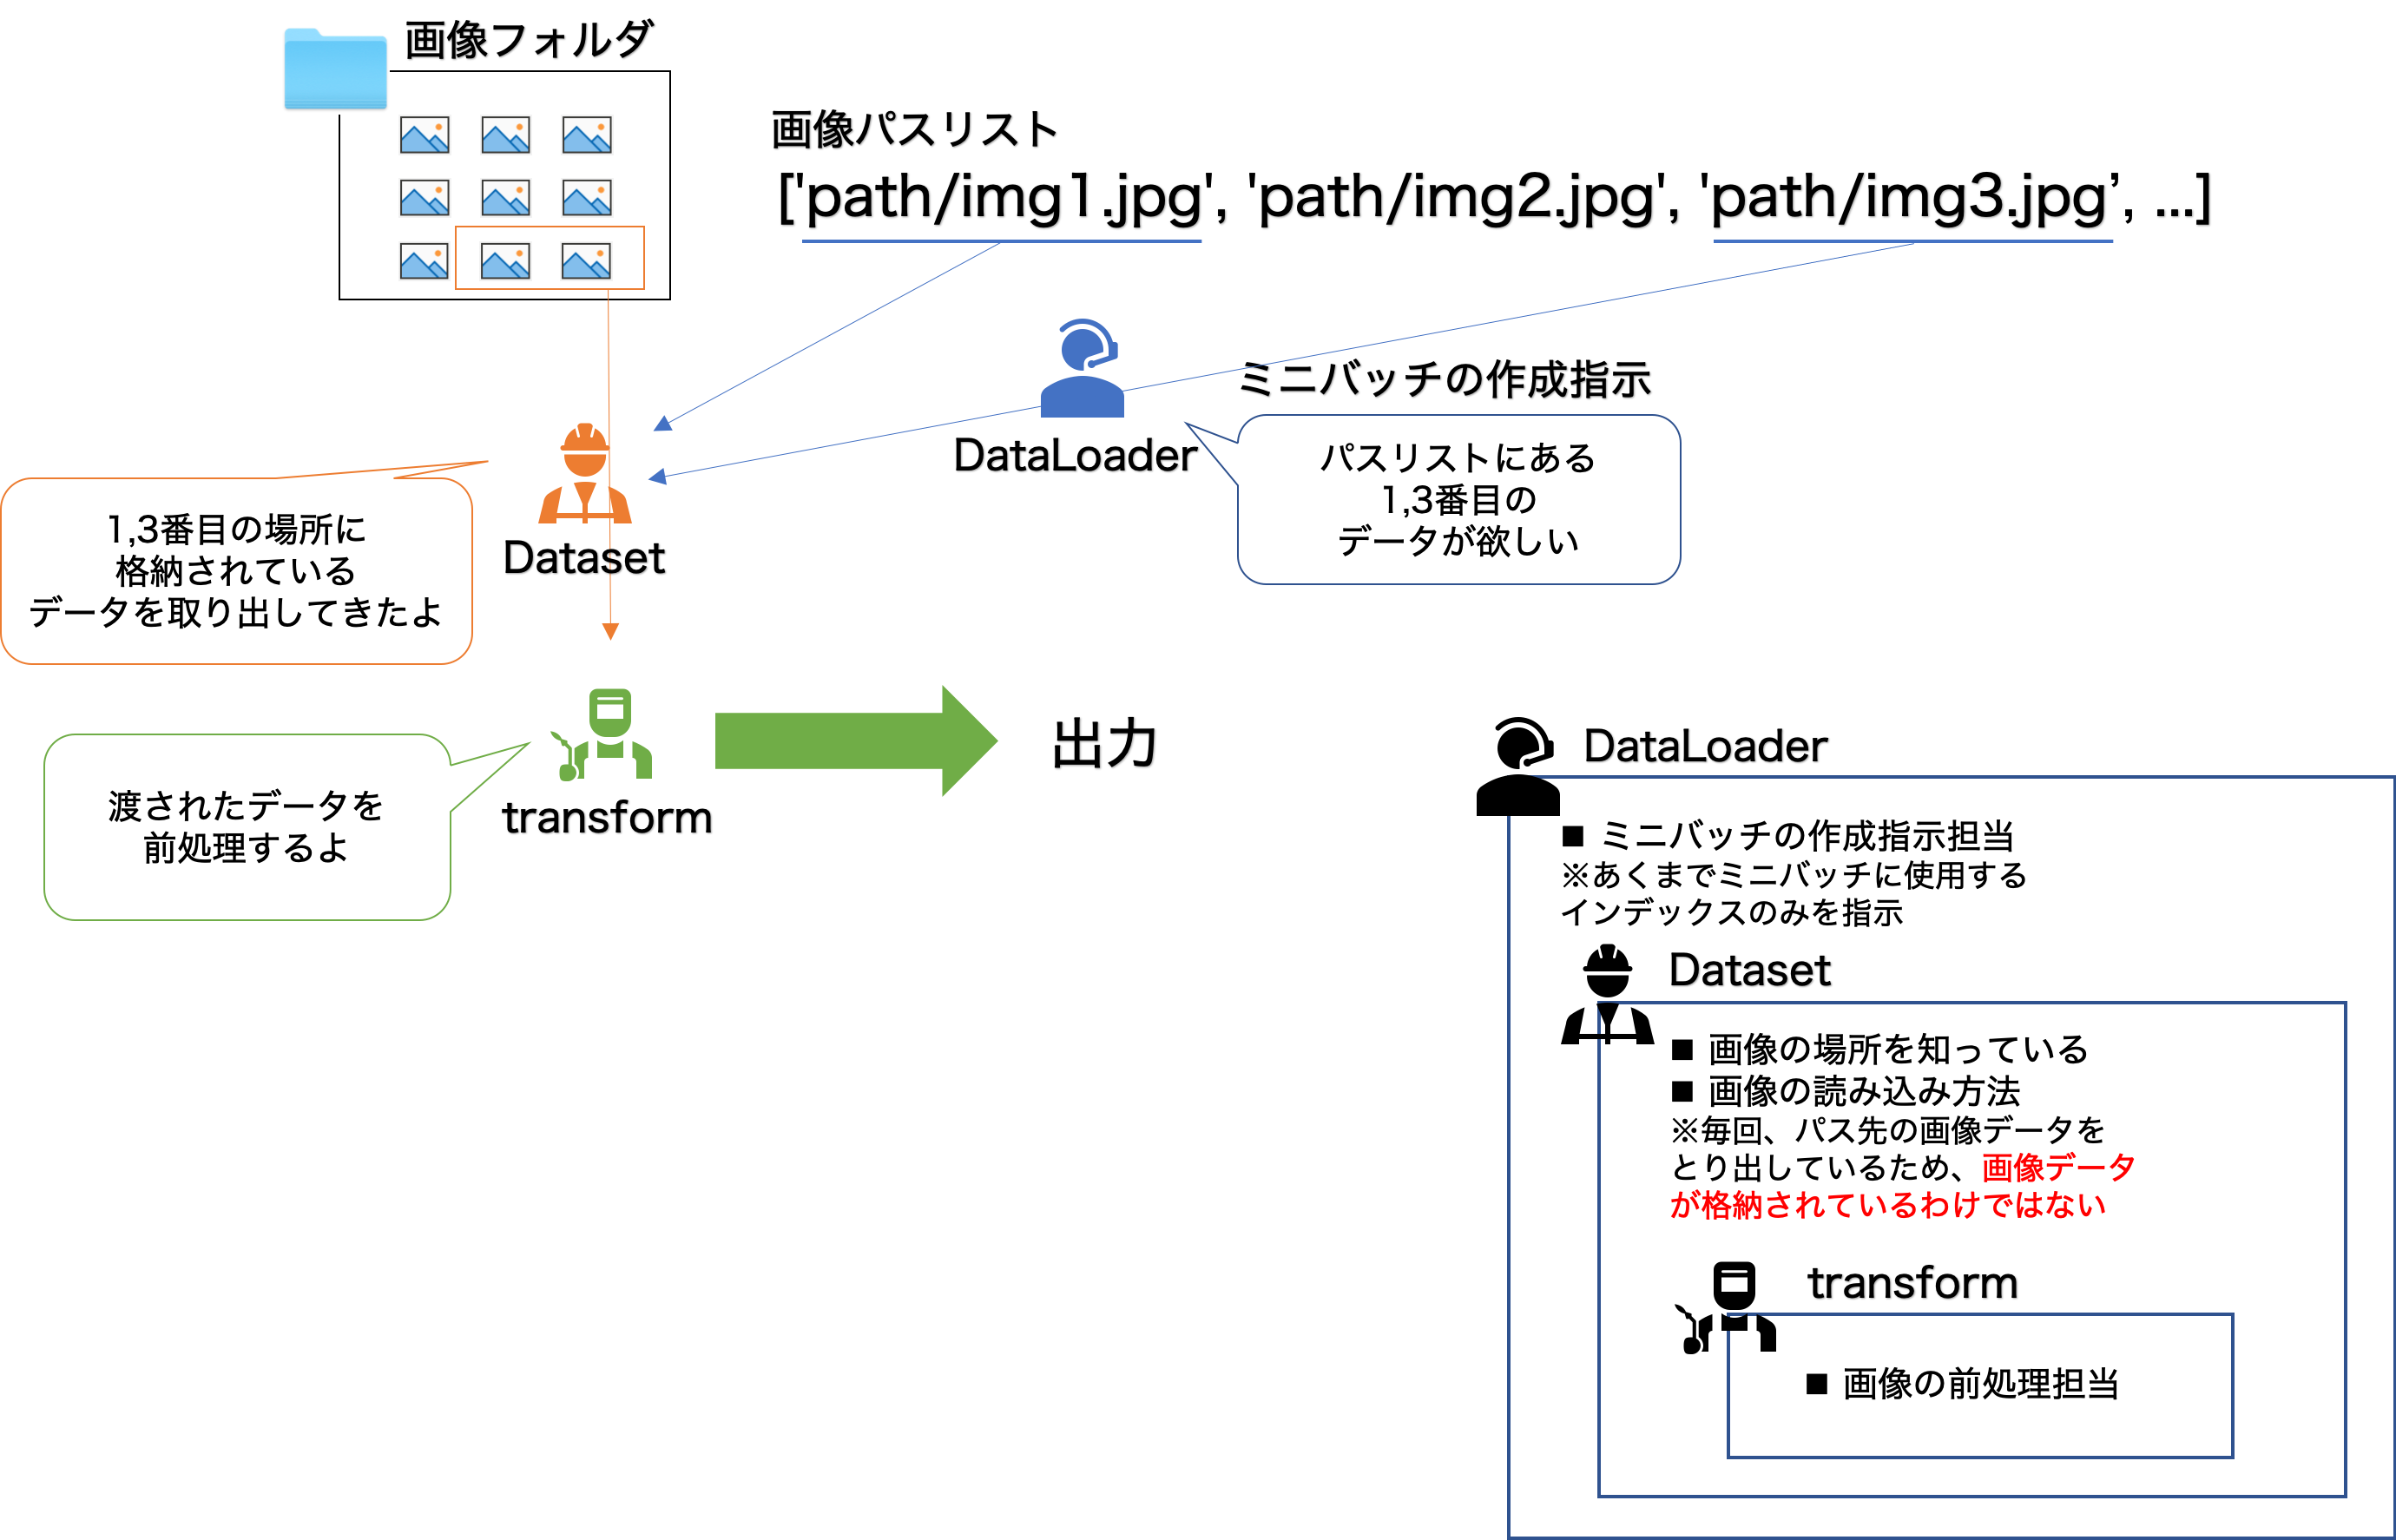 画像フォルダ
画像パスリスト
['path/img1.jpg', 'path/img2.jpg', 'path/img3.jpg’, ...]
ミニバッチの作成指示
DataLoader
パスリストにある
1,3番目の
データが欲しい
1,3番目の場所に
格納されている
データを取り出してきたよ
Dataset
渡されたデータを
前処理するよ
transform
出力
DataLoader
■ ミニバッチの作成指示担当
※あくまでミニバッチに使用する
インデックスのみを指示
Dataset
■ 画像の場所を知っている
■ 画像の読み込み方法
※毎回、パス先の画像データを
とり出しているため、画像データ
が格納されているわけではない
transform
■ 画像の前処理担当